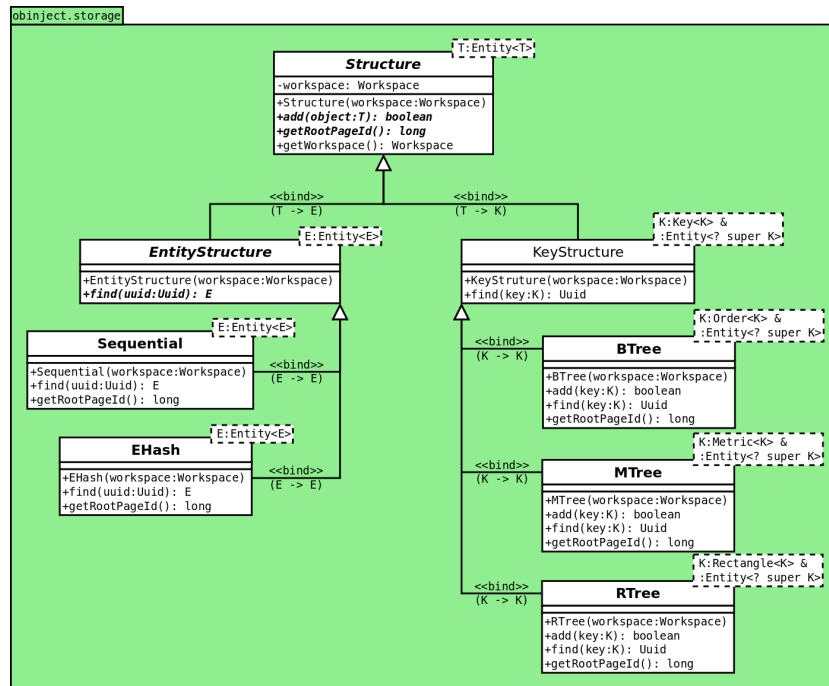 obinject.storage
T:Entity<T>
Structure
-workspace: Workspace
+Structure(workspace:Workspace)
+add(object:T): boolean
+getRootPageId(): long
+getWorkspace(): Workspace
<<bind>>
(T -> E)
<<bind>>
(T -> K)
E:Entity<E>
EntityStructure
+EntityStructure(workspace:Workspace)
+find(uuid:Uuid): E
K:Key<K> &
:Entity<? super K>
KeyStructure
+KeyStruture(workspace:Workspace)
+find(key:K): Uuid
E:Entity<E>
Sequential
+Sequential(workspace:Workspace)
+find(uuid:Uuid): E
+getRootPageId(): long
<<bind>>
(E -> E)
E:Entity<E>
EHash
+EHash(workspace:Workspace)
+find(uuid:Uuid): E
+getRootPageId(): long
<<bind>>
(E -> E)
K:Order<K> &
:Entity<? super K>
<<bind>>
(K -> K)
BTree
+BTree(workspace:Workspace)
+add(key:K): boolean
+find(key:K): Uuid
+getRootPageId(): long
K:Metric<K> &
:Entity<? super K>
<<bind>>
(K -> K)
MTree
+MTree(workspace:Workspace)
+add(key:K): boolean
+find(key:K): Uuid
+getRootPageId(): long
K:Rectangle<K> &
:Entity<? super K>
<<bind>>
(K -> K)
RTree
+RTree(workspace:Workspace)
+add(key:K): boolean
+find(key:K): Uuid
+getRootPageId(): long